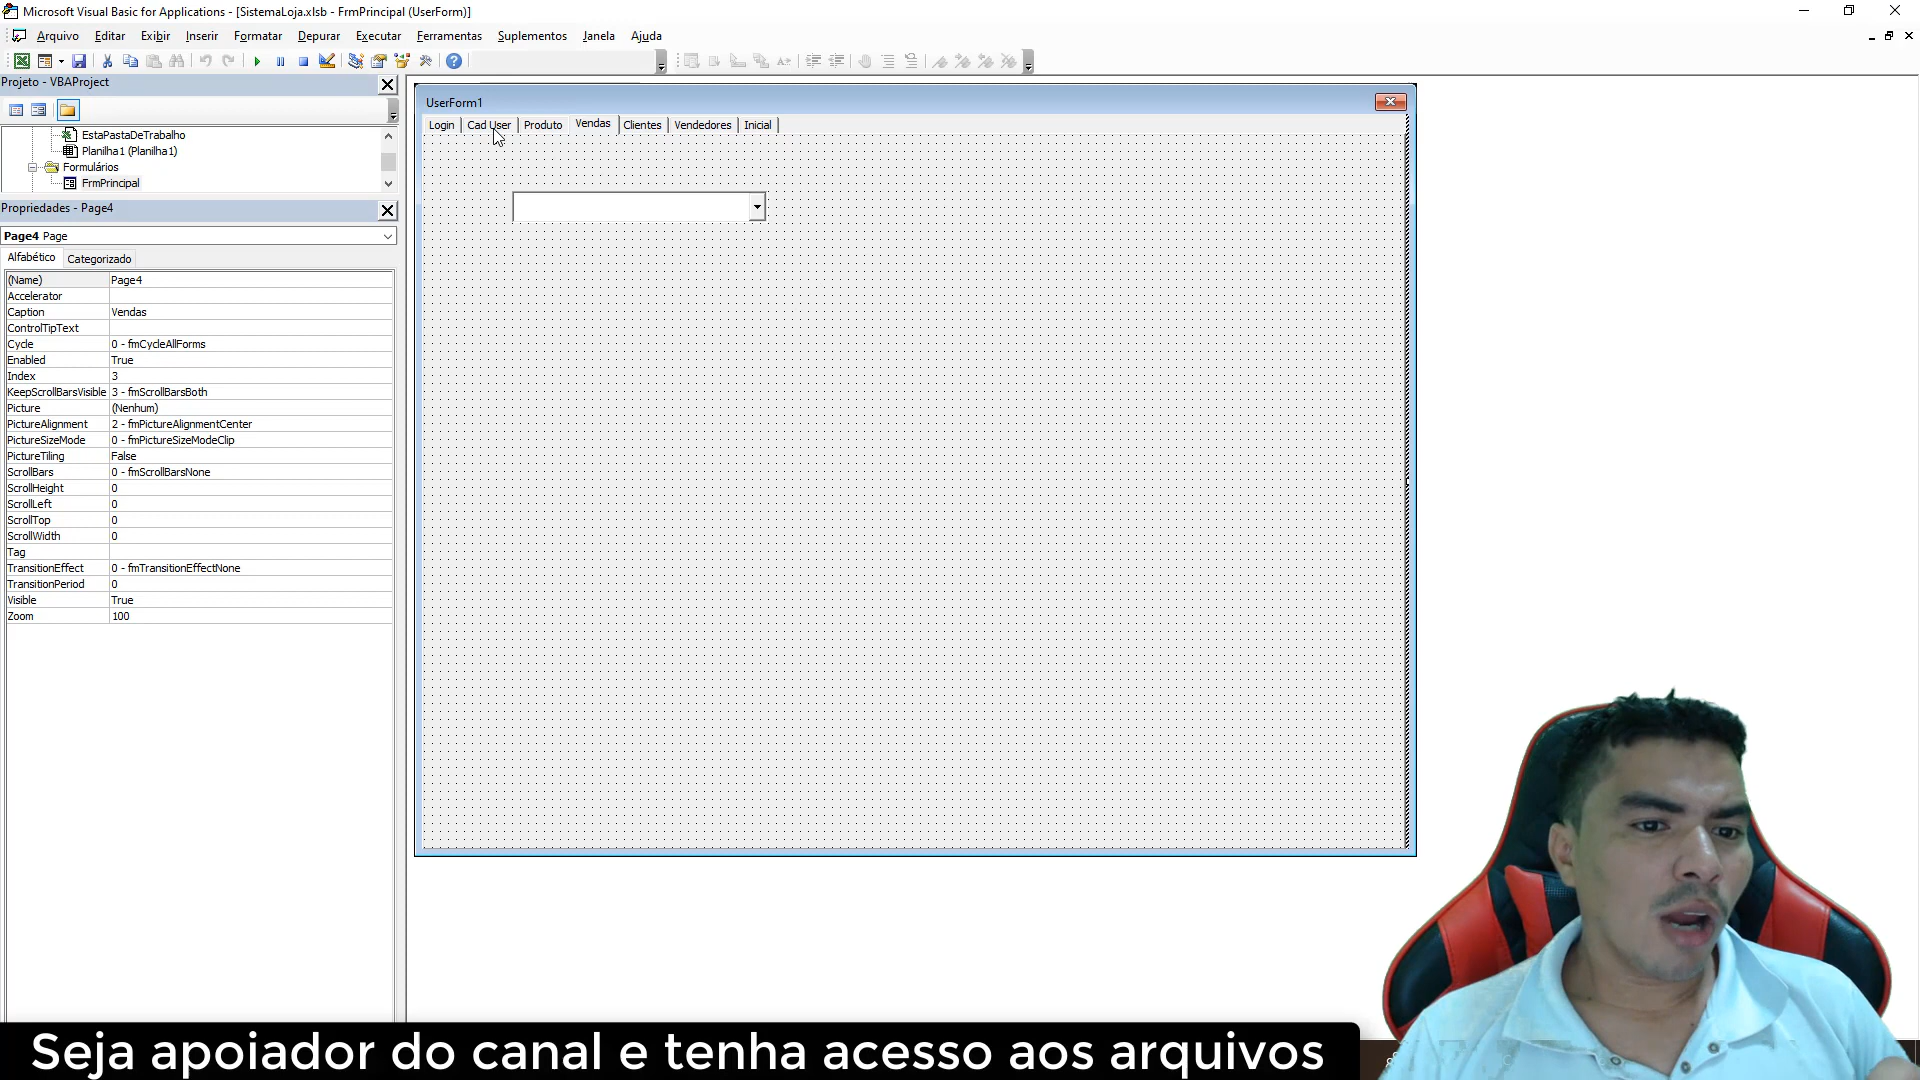 Microsoft Visual Basic for Applications - [SistemaLoja.xlsb - FrmPrincipal (UserForm)]
Arquivo Editar Exibir Inserir Formatar Depurar Executar Ferramentas Suplementos Janela Ajuda
Projeto - VBAProject
EstaPastaDeTrabalho
Planilha1 (Planilha1)
Formulários
FrmPrincipal
Propriedades - Page4
Page4 Page
Alfabético Categorizado
(Name) Page4
Accelerator
Caption Vendas
ControlTipText
Cycle 0 - fmCycleAllForms
Enabled True
Index 3
KeepScrollBarsVisible 3 - fmScrollBarsBoth
Picture (Nenhum)
PictureAlignment 2 - fmPictureAlignmentCenter
PictureSizeMode 0 - fmPictureSizeModeClip
PictureTiling False
ScrollBars 0 - fmScrollBarsNone
ScrollHeight 0
ScrollLeft 0
ScrollTop 0
ScrollWidth 0
Tag
TransitionEffect 0 - fmTransitionEffectNone
TransitionPeriod 0
Visible True
Zoom 100
UserForm1
Login Cad User Produto Vendas Clientes Vendedores Inicial
Seja apoiador do canal e tenha acesso aos arquivos